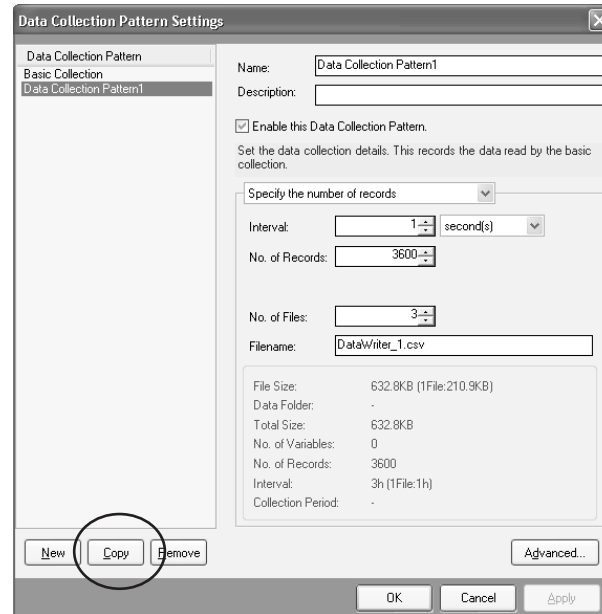 Data Collection Pattern Settings
Data Collection Pattern
Basic Collection
Data Collection Pattern1
Name: Data Collection Pattern1
Description:
Enable this Data Collection Pattern.
Set the data collection details. This records the data read by the basic
collection.
Specify the number of records
Interval: 1 second(s)
No. of Records: 3600
No. of Files: 3
Filename: DataWriter_1.csv
File Size: 632.8KB (1File:210.9KB)
Data Folder: -
Total Size: 632.8KB
No. of Variables: 0
No. of Records: 3600
Interval: 3h (1File:1h)
Collection Period: -
New Copy Remove Advanced...
OK Cancel Apply